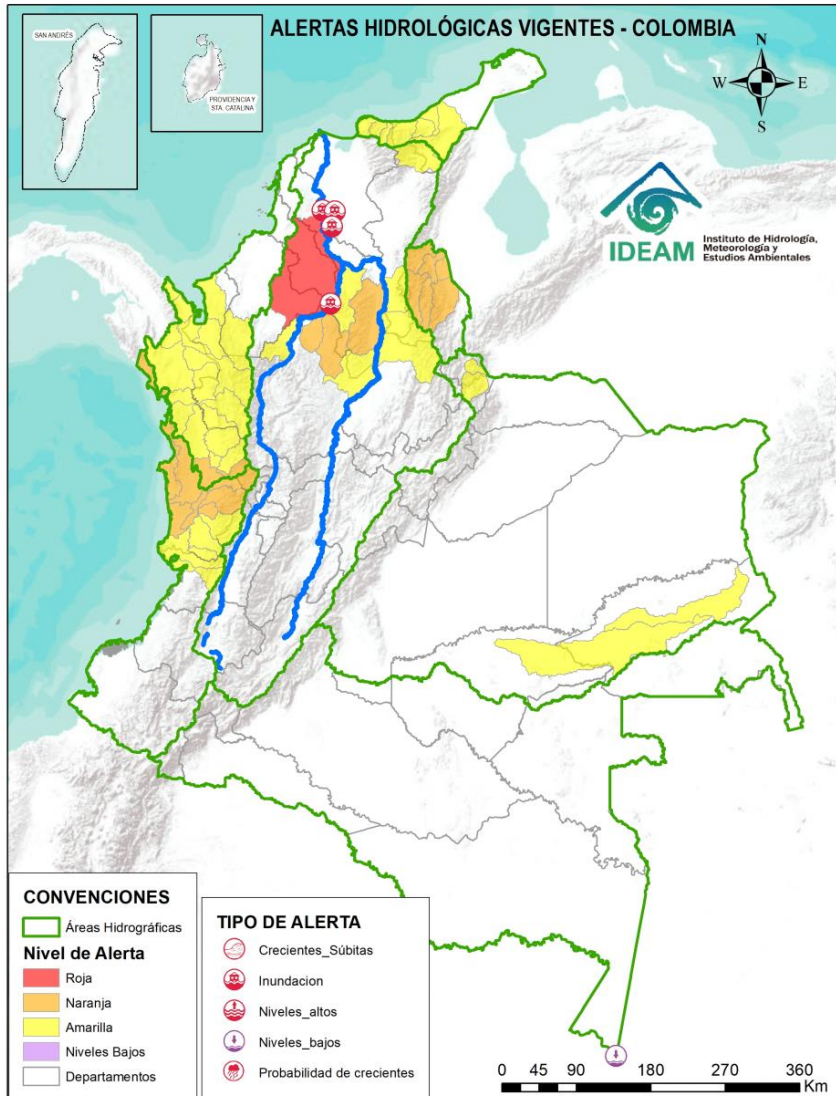 ALERTAS HIDROLÓGICAS VIGENTES - COLOMBIA
SAN ANDRÉS
PROVIDENCIA Y
STA. CATALINA
N
W
E
S
IDEAM
Instituto de Hidrología,
Meteorología y
Estudios Ambientales
CONVENCIONES
Áreas Hidrográficas
Nivel de Alerta
Roja
Naranja
Amarilla
Niveles Bajos
Departamentos
TIPO DE ALERTA
Crecientes_Súbitas
Inundacion
Niveles_altos
Niveles_bajos
Probabilidad de crecientes
0 45 90 180 270 360
Km